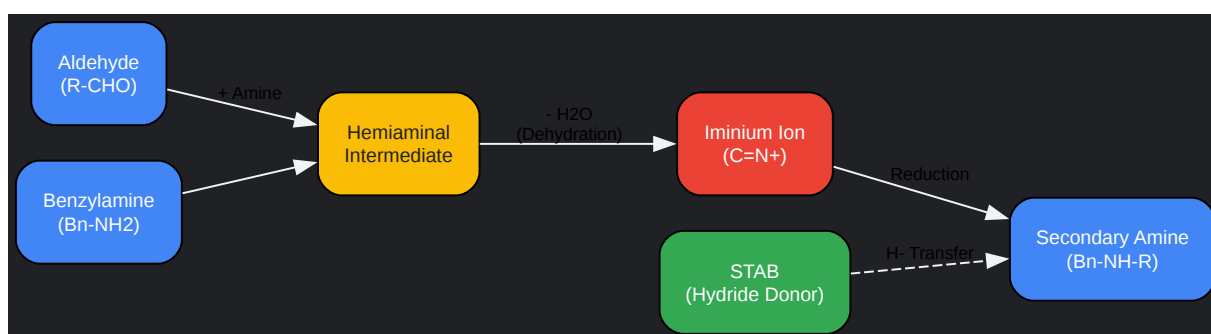 Aldehyde
(R-CHO)
+ Amine
Benzylamine
(Bn-NH2)
Hemiaminal
Intermediate
- H2O
(Dehydration)
Iminium Ion
(C=N+)
Reduction
STAB
(Hydride Donor)
H- Transfer
Secondary Amine
(Bn-NH-R)